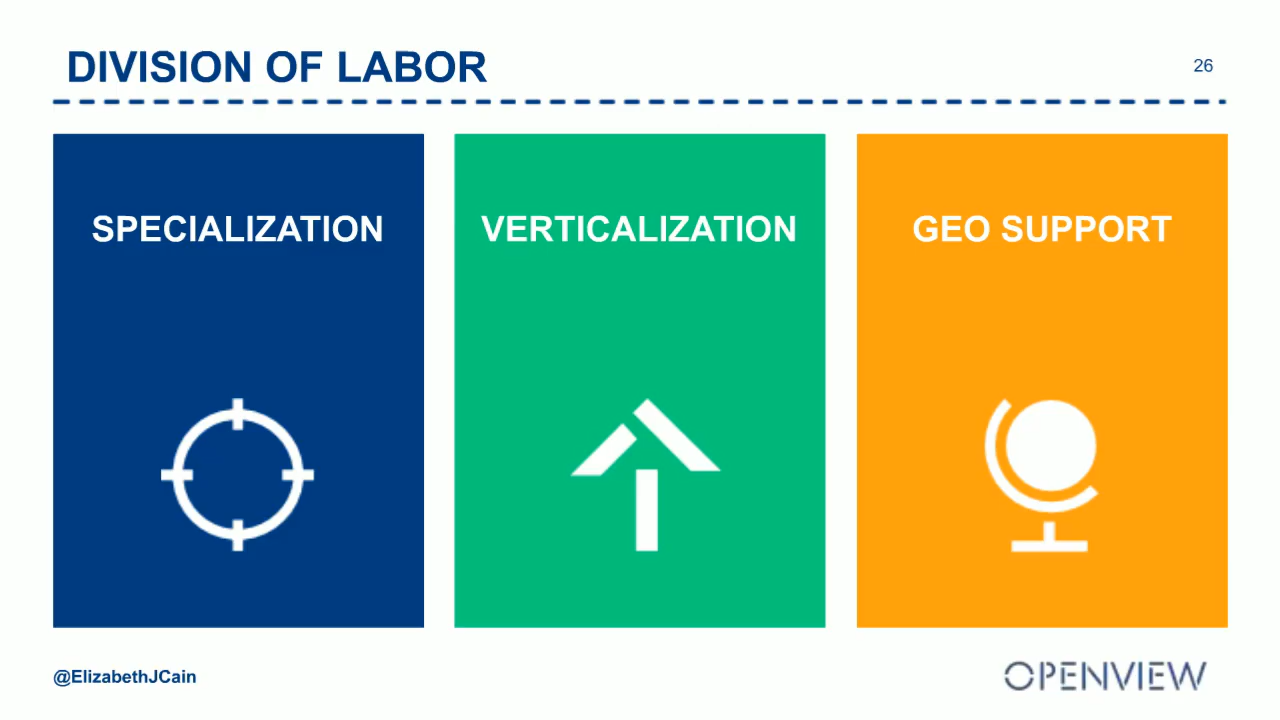 DIVISION OF LABOR
26
SPECIALIZATION
VERTICALIZATION
GEO SUPPORT
@ElizabethJCain
OPENVIEW